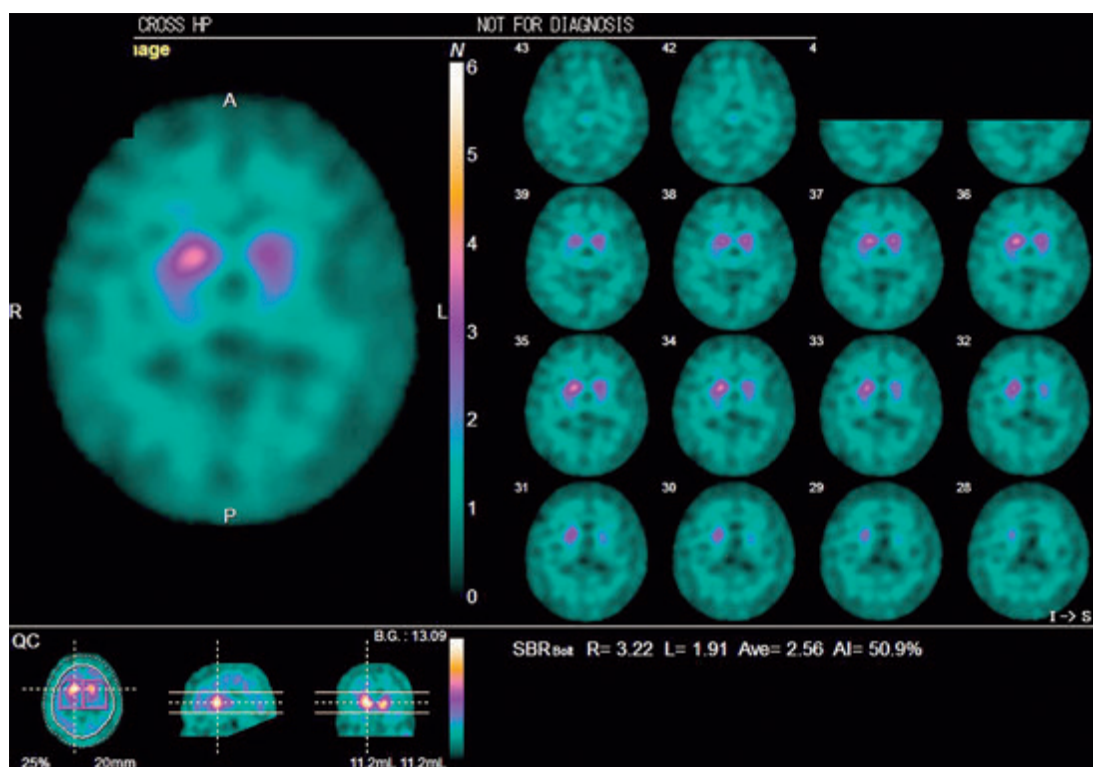 CROSS HP NOT FOR DIAGNOSIS
age
N
A
R
L
P
6
5
4
3
2
1
0
43 42 4
39 38 37 36
35 34 33 32
31 30 29 28
I -> S
QC
B.G. : 13.09
SBR Bolt R= 3.22 L= 1.91 Ave= 2.56 AI= 50.9%
25% 20mm
11.2mL 11.2mL